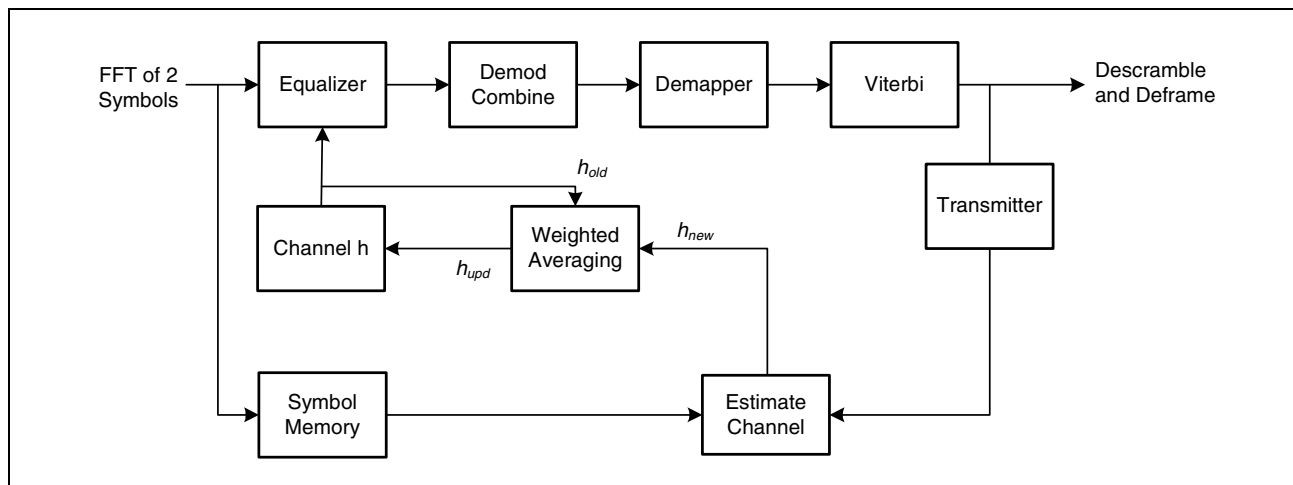 FFT of 2
Symbols
Equalizer
Demod
Combine
Demapper
Viterbi
Descramble
and Deframe
h_old
Transmitter
Channel h
Weighted
Averaging
h_new
h_upd
Symbol
Memory
Estimate
Channel